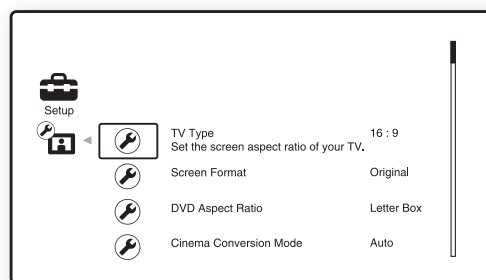 Setup
TV Type 16 : 9
Set the screen aspect ratio of your TV.
Screen Format Original
DVD Aspect Ratio Letter Box
Cinema Conversion Mode Auto